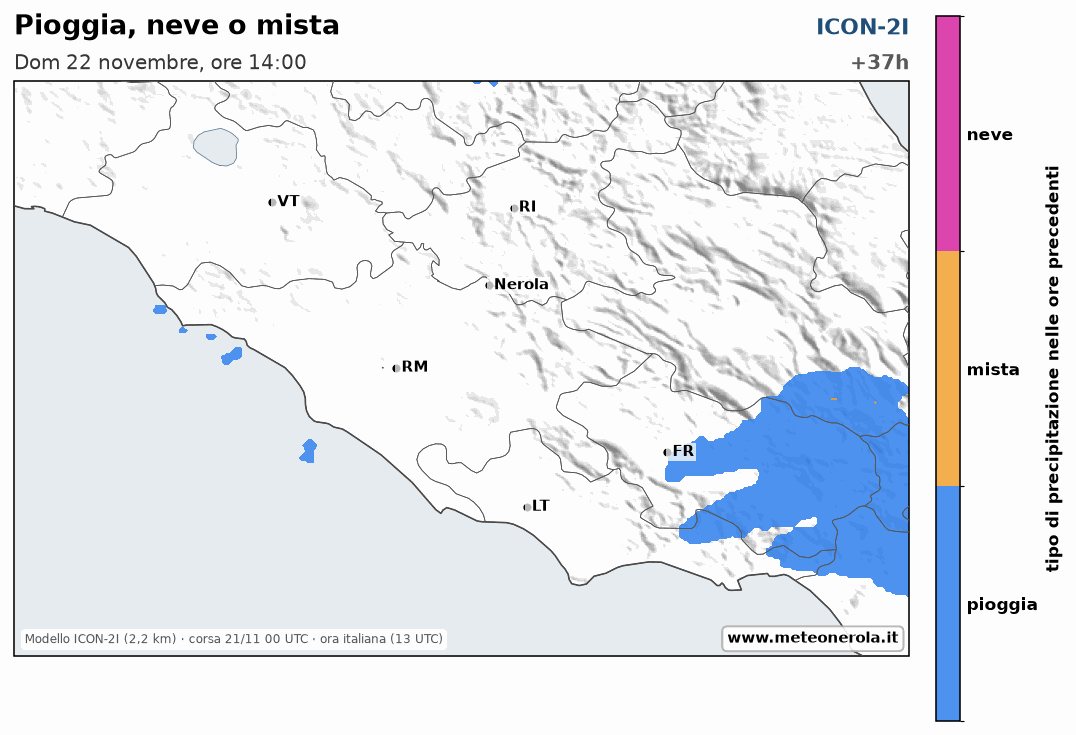 Pioggia, neve o mista
ICON-2I
Dom 22 novembre, ore 14:00
+37h
neve
VT
RI
Nerola
RM
mista
FR
LT
pioggia
tipo di precipitazione nelle ore precedenti
Modello ICON-2I (2,2 km) · corsa 21/11 00 UTC · ora italiana (13 UTC)
www.meteonerola.it